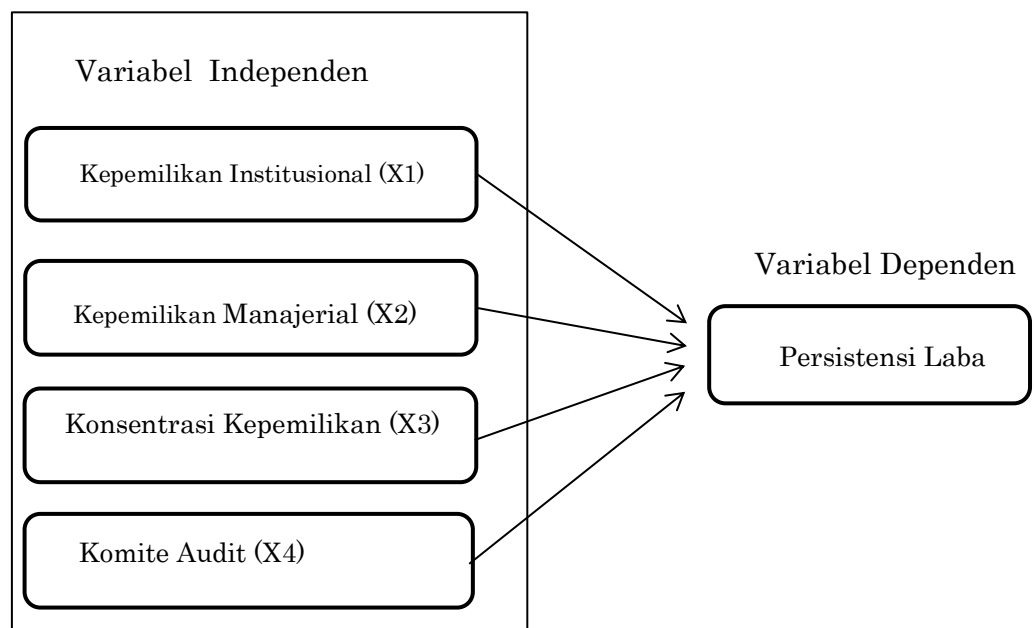 Variabel Independen
Kepemilikan Institusional (X1)
Kepemilikan Manajerial (X2)
Konsentrasi Kepemilikan (X3)
Komite Audit (X4)
Variabel Dependen
Persistensi Laba